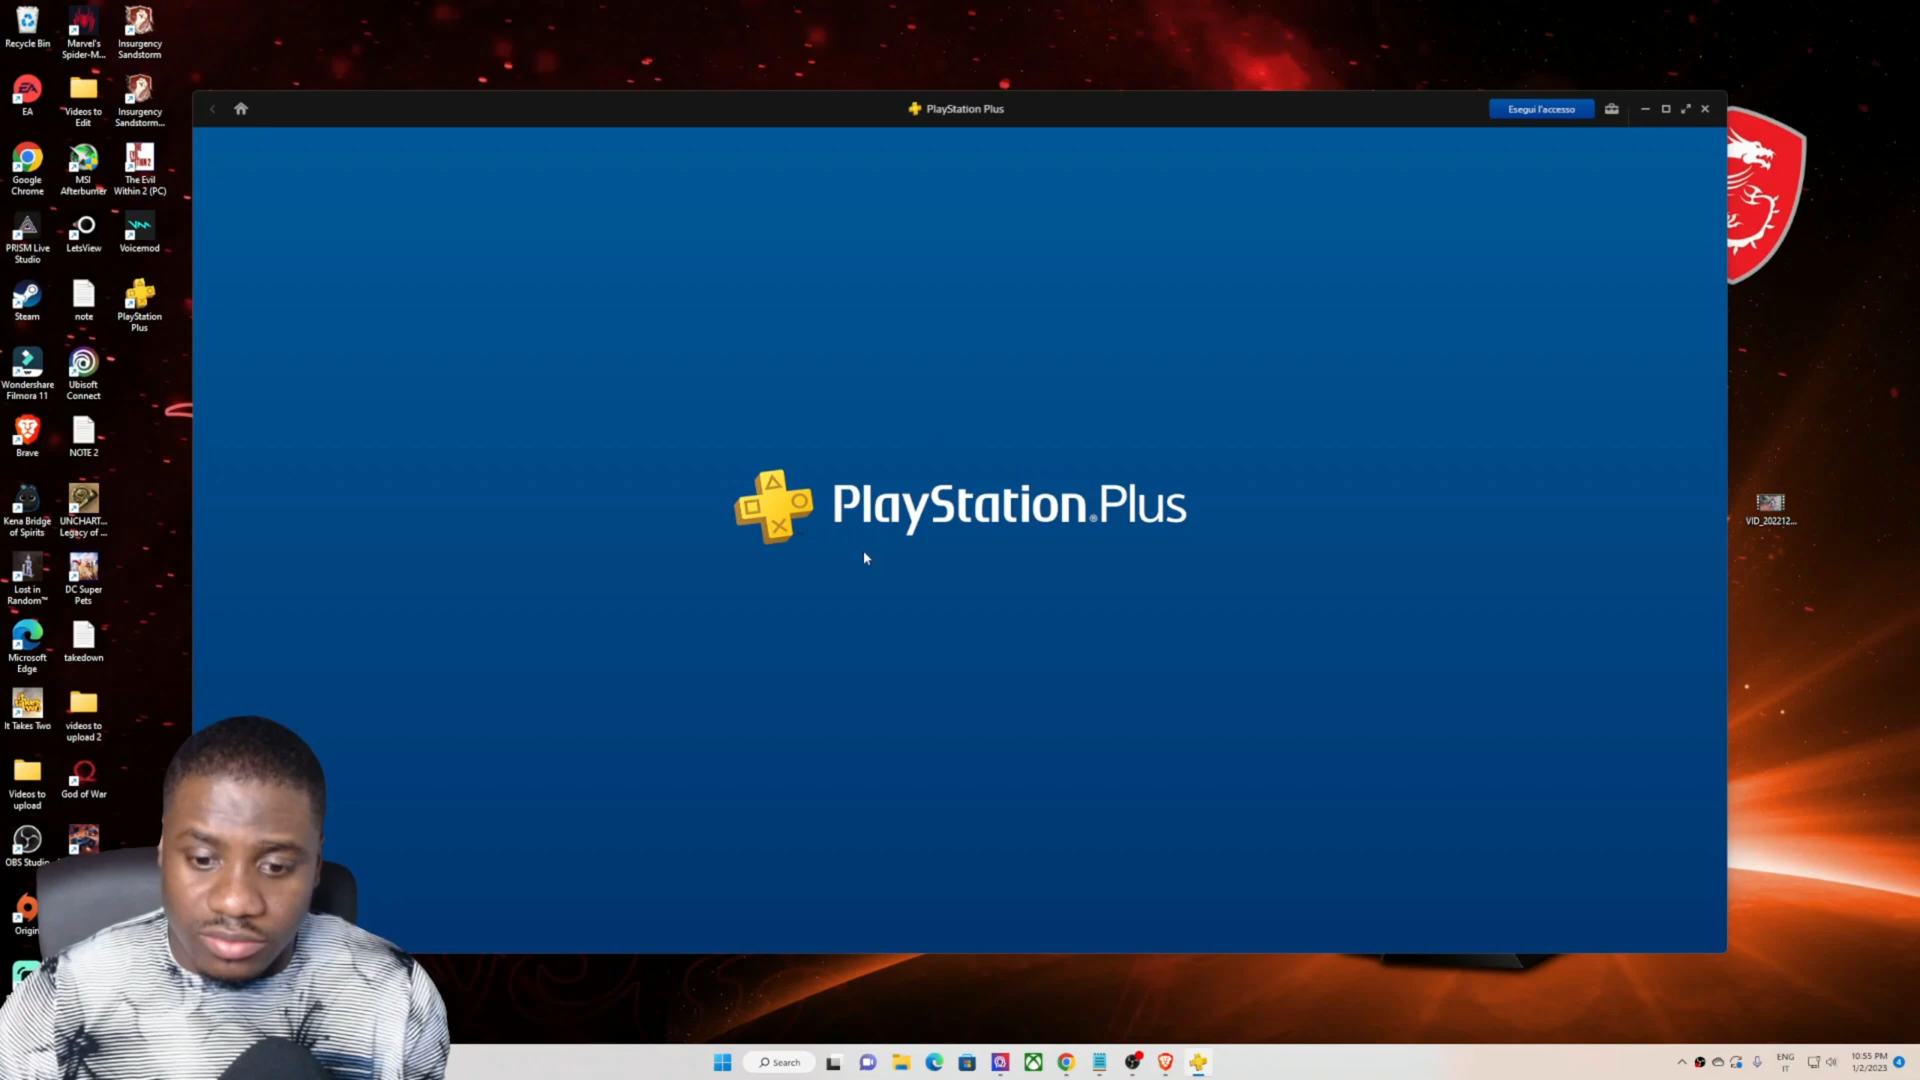 Recycle Bin
Marvel's
Spider-M...
Insurgency
Sandstorm
EA
Videos to
Edit
Insurgency
Sandstorm...
Google
Chrome
MSI
Afterburner
The Evil
Within 2 (PC)
PRISM Live
Studio
LetsView
Voicemod
Steam
note
PlayStation
Plus
Wondershare
Filmora 11
Ubisoft
Connect
Brave
NOTE 2
Kena Bridge
of Spirits
UNCHART...
Legacy of ...
Lost in
Random™
DC Super
Pets
Microsoft
Edge
takedown
It Takes Two
videos to
upload 2
Videos to
upload
God of War
OBS Studio
Origin
PlayStation Plus
Esegui l'accesso
PlayStation®Plus
VID_202212...
Search
ENG
IT
10:55 PM
1/2/2023
4